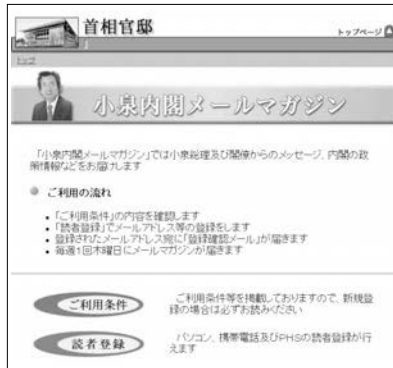 首相官邸
トップページ
トップ
小泉内閣メールマガジン
「小泉内閣メールマガジン」では小泉総理及び閣僚からのメッセージ、内閣の政
策情報などをお届けします
ご利用の流れ
・「ご利用条件」の内容を確認します
・「読者登録」でメールアドレス等の登録をします
・登録されたメールアドレス宛に「登録確認メール」が届きます
・毎週1回木曜日にメールマガジンが届きます
ご利用条件
ご利用条件等を掲載しておりますので、新規登
録の場合は必ずお読みください
読者登録
パソコン、携帯電話及びPHSの読者登録が行
えます